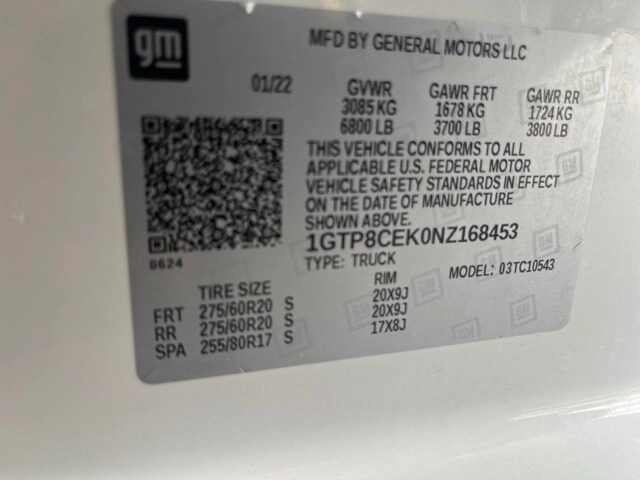 gm
MFD BY GENERAL MOTORS LLC
01/22 GVWR GAWR FRT GAWR RR
3085 KG 1678 KG 1724 KG
6800 LB 3700 LB 3800 LB
THIS VEHICLE CONFORMS TO ALL
APPLICABLE U.S. FEDERAL MOTOR
VEHICLE SAFETY STANDARDS IN EFFECT
ON THE DATE OF MANUFACTURE
SHOWN ABOVE.
1GTP8CEK0NZ168453
8624
TYPE: TRUCK MODEL: 03TC10543
TIRE SIZE RIM
FRT 275/60R20 S 20X9J
RR 275/60R20 S 20X9J
SPA 255/80R17 S 17X8J